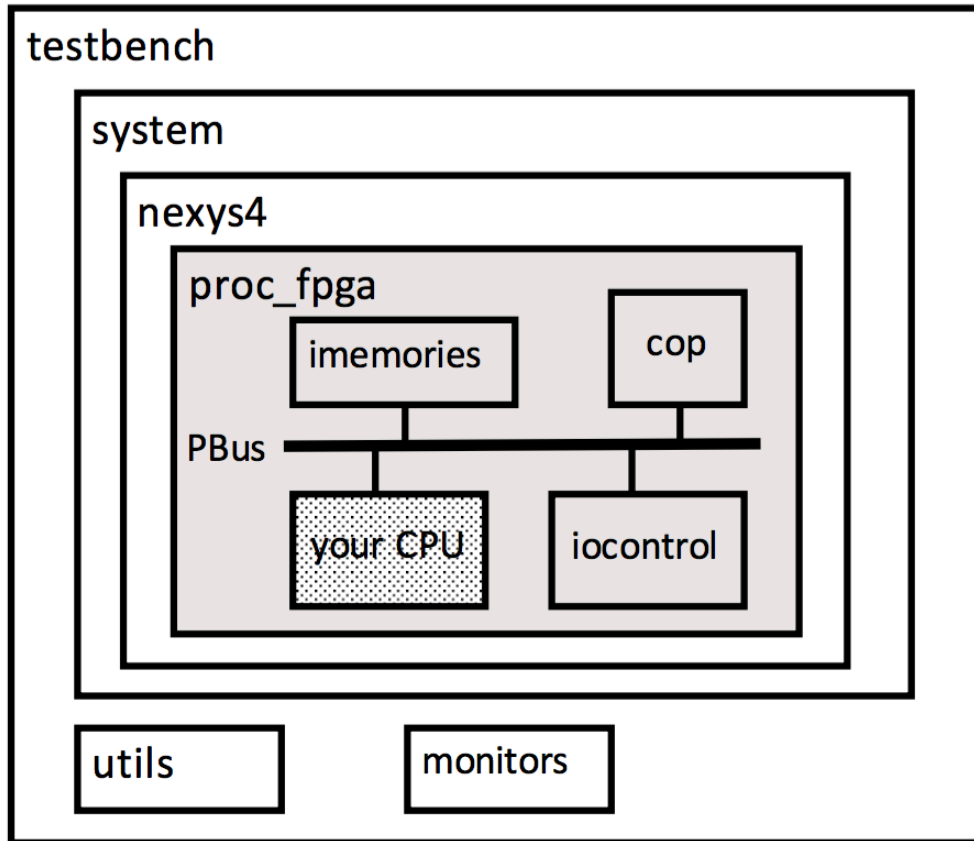 testbench
system
nexys4
proc_fpga
imemories
cop
PBus
your CPU
iocontrol
utils
monitors